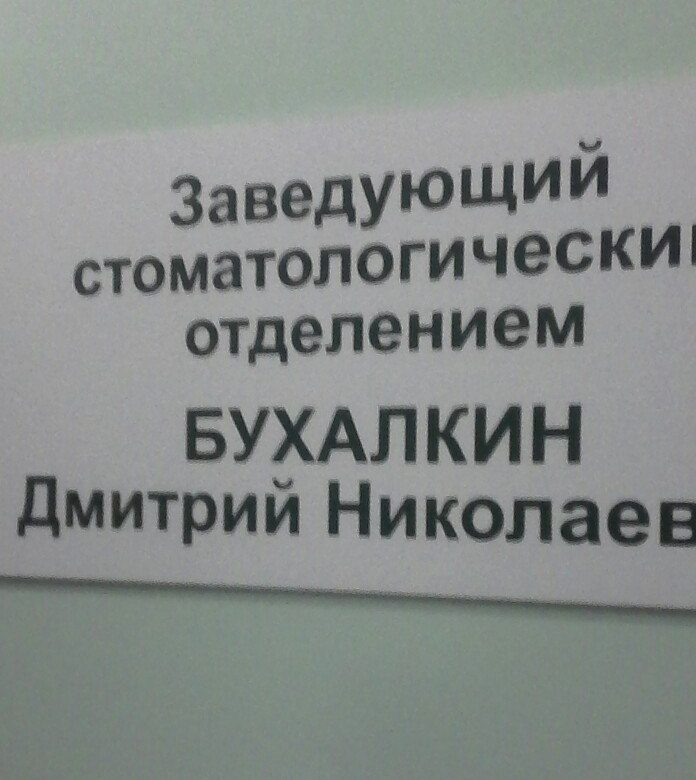 Заведующий
стоматологически
отделением
БУХАЛКИН
Дмитрий Николаев